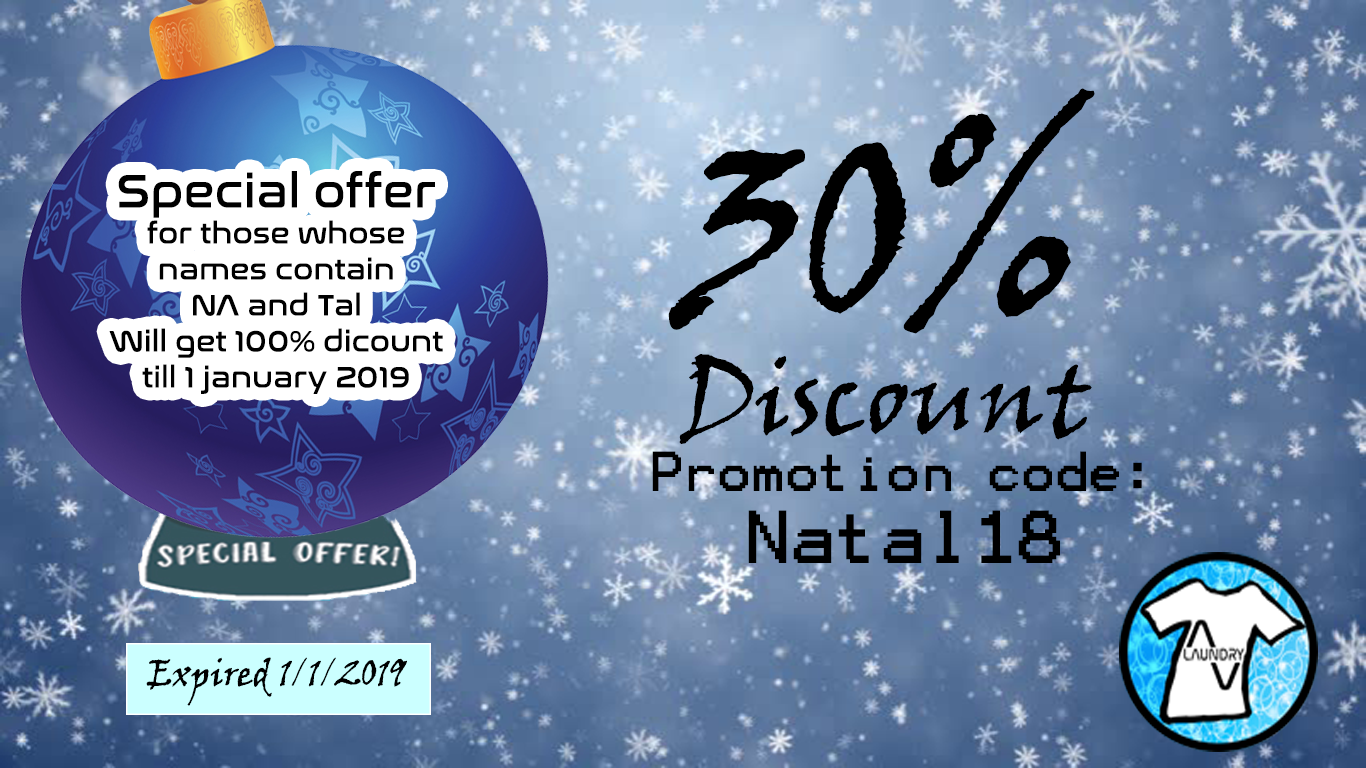 Special offer
for those whose
names contain
NA and Tal
Will get 100% dicount
till 1 january 2019
SPECIAL OFFER!
Expired 1/1/2019
30%
Discount
Promotion code:
Natal18
AV
LAUNDRY